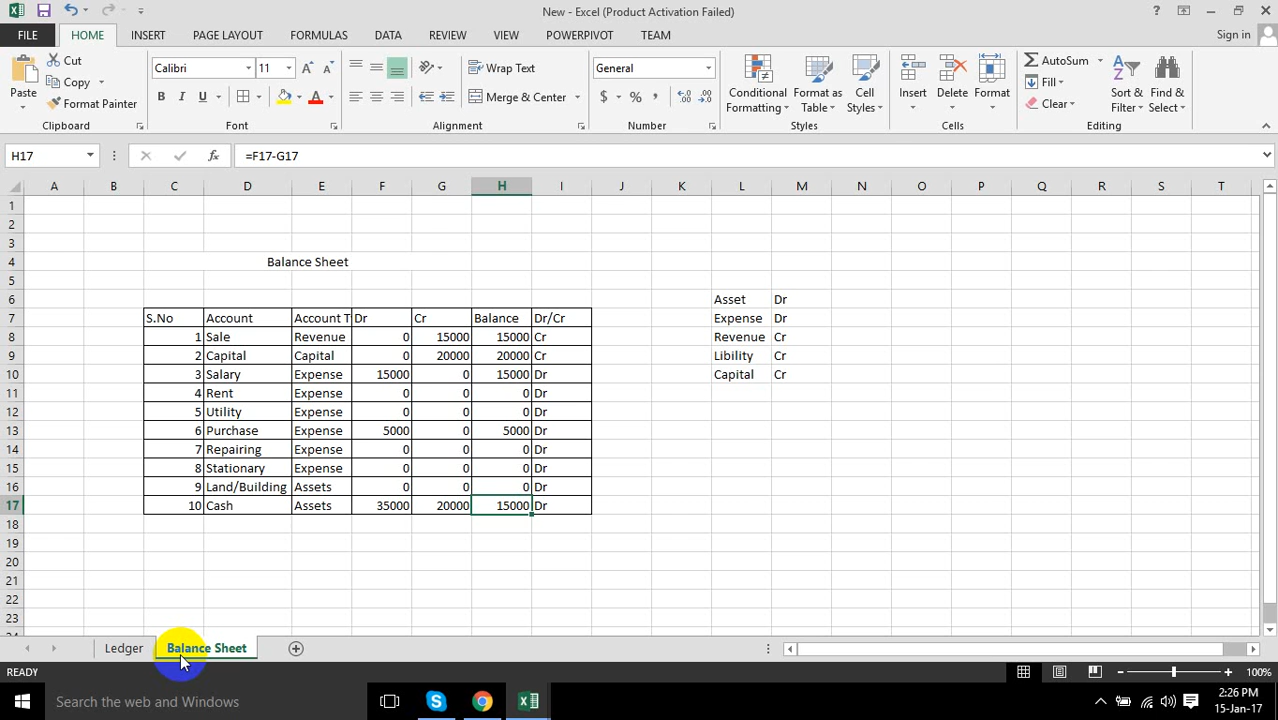 New - Excel (Product Activation Failed)
FILE HOME INSERT PAGE LAYOUT FORMULAS DATA REVIEW VIEW POWERPIVOT TEAM Sign in
Cut
Copy
Format Painter
Paste
Clipboard
Calibri 11
B I U
Font
Wrap Text
Merge & Center
Alignment
General
$ % ,
Number
Conditional Formatting
Format as Table
Cell Styles
Styles
Insert
Delete
Format
Cells
AutoSum
Fill
Clear
Sort & Filter
Find & Select
Editing
H17 fx =F17-G17
A B C D E F G H I J K L M N O P Q R S T
1
2
3
4 Balance Sheet
5
6 Asset Dr
7 S.No Account Account T Dr Cr Balance Dr/Cr Expense Dr
8 1 Sale Revenue 0 15000 15000 Cr Revenue Cr
9 2 Capital Capital 0 20000 20000 Cr Libility Cr
10 3 Salary Expense 15000 0 15000 Dr Capital Cr
11 4 Rent Expense 0 0 0 Dr
12 5 Utility Expense 0 0 0 Dr
13 6 Purchase Expense 5000 0 5000 Dr
14 7 Repairing Expense 0 0 0 Dr
15 8 Stationary Expense 0 0 0 Dr
16 9 Land/Building Assets 0 0 0 Dr
17 10 Cash Assets 35000 20000 15000 Dr
18
19
20
21
22
23
Ledger Balance Sheet
READY 100%
Search the web and Windows
2:26 PM
15-Jan-17